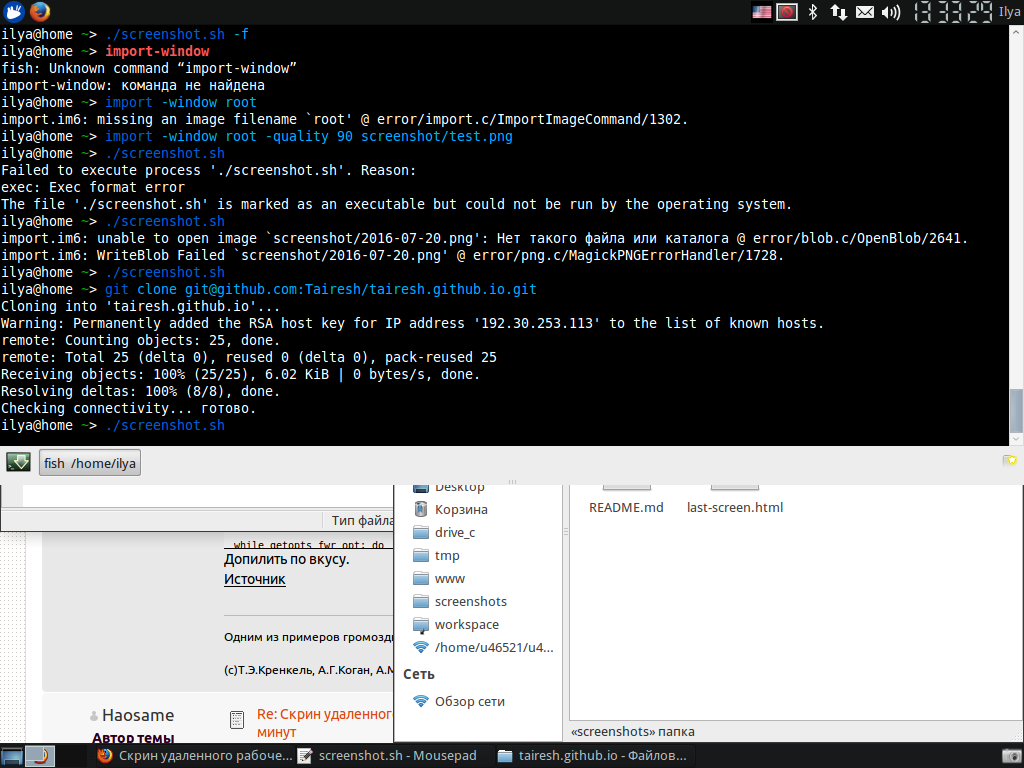 13 33 29 Ilya
ilya@home ~> ./screenshot.sh -f
ilya@home ~> import-window
fish: Unknown command “import-window”
import-window: команда не найдена
ilya@home ~> import -window root
import.im6: missing an image filename `root' @ error/import.c/ImportImageCommand/1302.
ilya@home ~> import -window root -quality 90 screenshot/test.png
ilya@home ~> ./screenshot.sh
Failed to execute process './screenshot.sh'. Reason:
exec: Exec format error
The file './screenshot.sh' is marked as an executable but could not be run by the operating system.
ilya@home ~> ./screenshot.sh
import.im6: unable to open image `screenshot/2016-07-20.png': Нет такого файла или каталога @ error/blob.c/OpenBlob/2641.
import.im6: WriteBlob Failed `screenshot/2016-07-20.png' @ error/png.c/MagickPNGErrorHandler/1728.
ilya@home ~> ./screenshot.sh
ilya@home ~> git clone git@github.com:Tairesh/tairesh.github.io.git
Cloning into 'tairesh.github.io'...
Warning: Permanently added the RSA host key for IP address '192.30.253.113' to the list of known hosts.
remote: Counting objects: 25, done.
remote: Total 25 (delta 0), reused 0 (delta 0), pack-reused 25
Receiving objects: 100% (25/25), 6.02 KiB | 0 bytes/s, done.
Resolving deltas: 100% (8/8), done.
Checking connectivity... готово.
ilya@home ~> ./screenshot.sh
fish /home/ilya
Тип файла
while getopts fwr opt; do
Допилить по вкусу.
Источник
Одним из примеров громозд
(с)Т.Э.Кренкель, А.Г.Коган, А.М
Haosame
Автор темы
Re: Скрин удаленного
минут
Desktop
Корзина
drive_c
tmp
www
screenshots
workspace
/home/u46521/u4...
Сеть
Обзор сети
README.md
last-screen.html
«screenshots» папка
Скрин удаленного рабоче...
screenshot.sh - Mousepad
tairesh.github.io - Файлов...